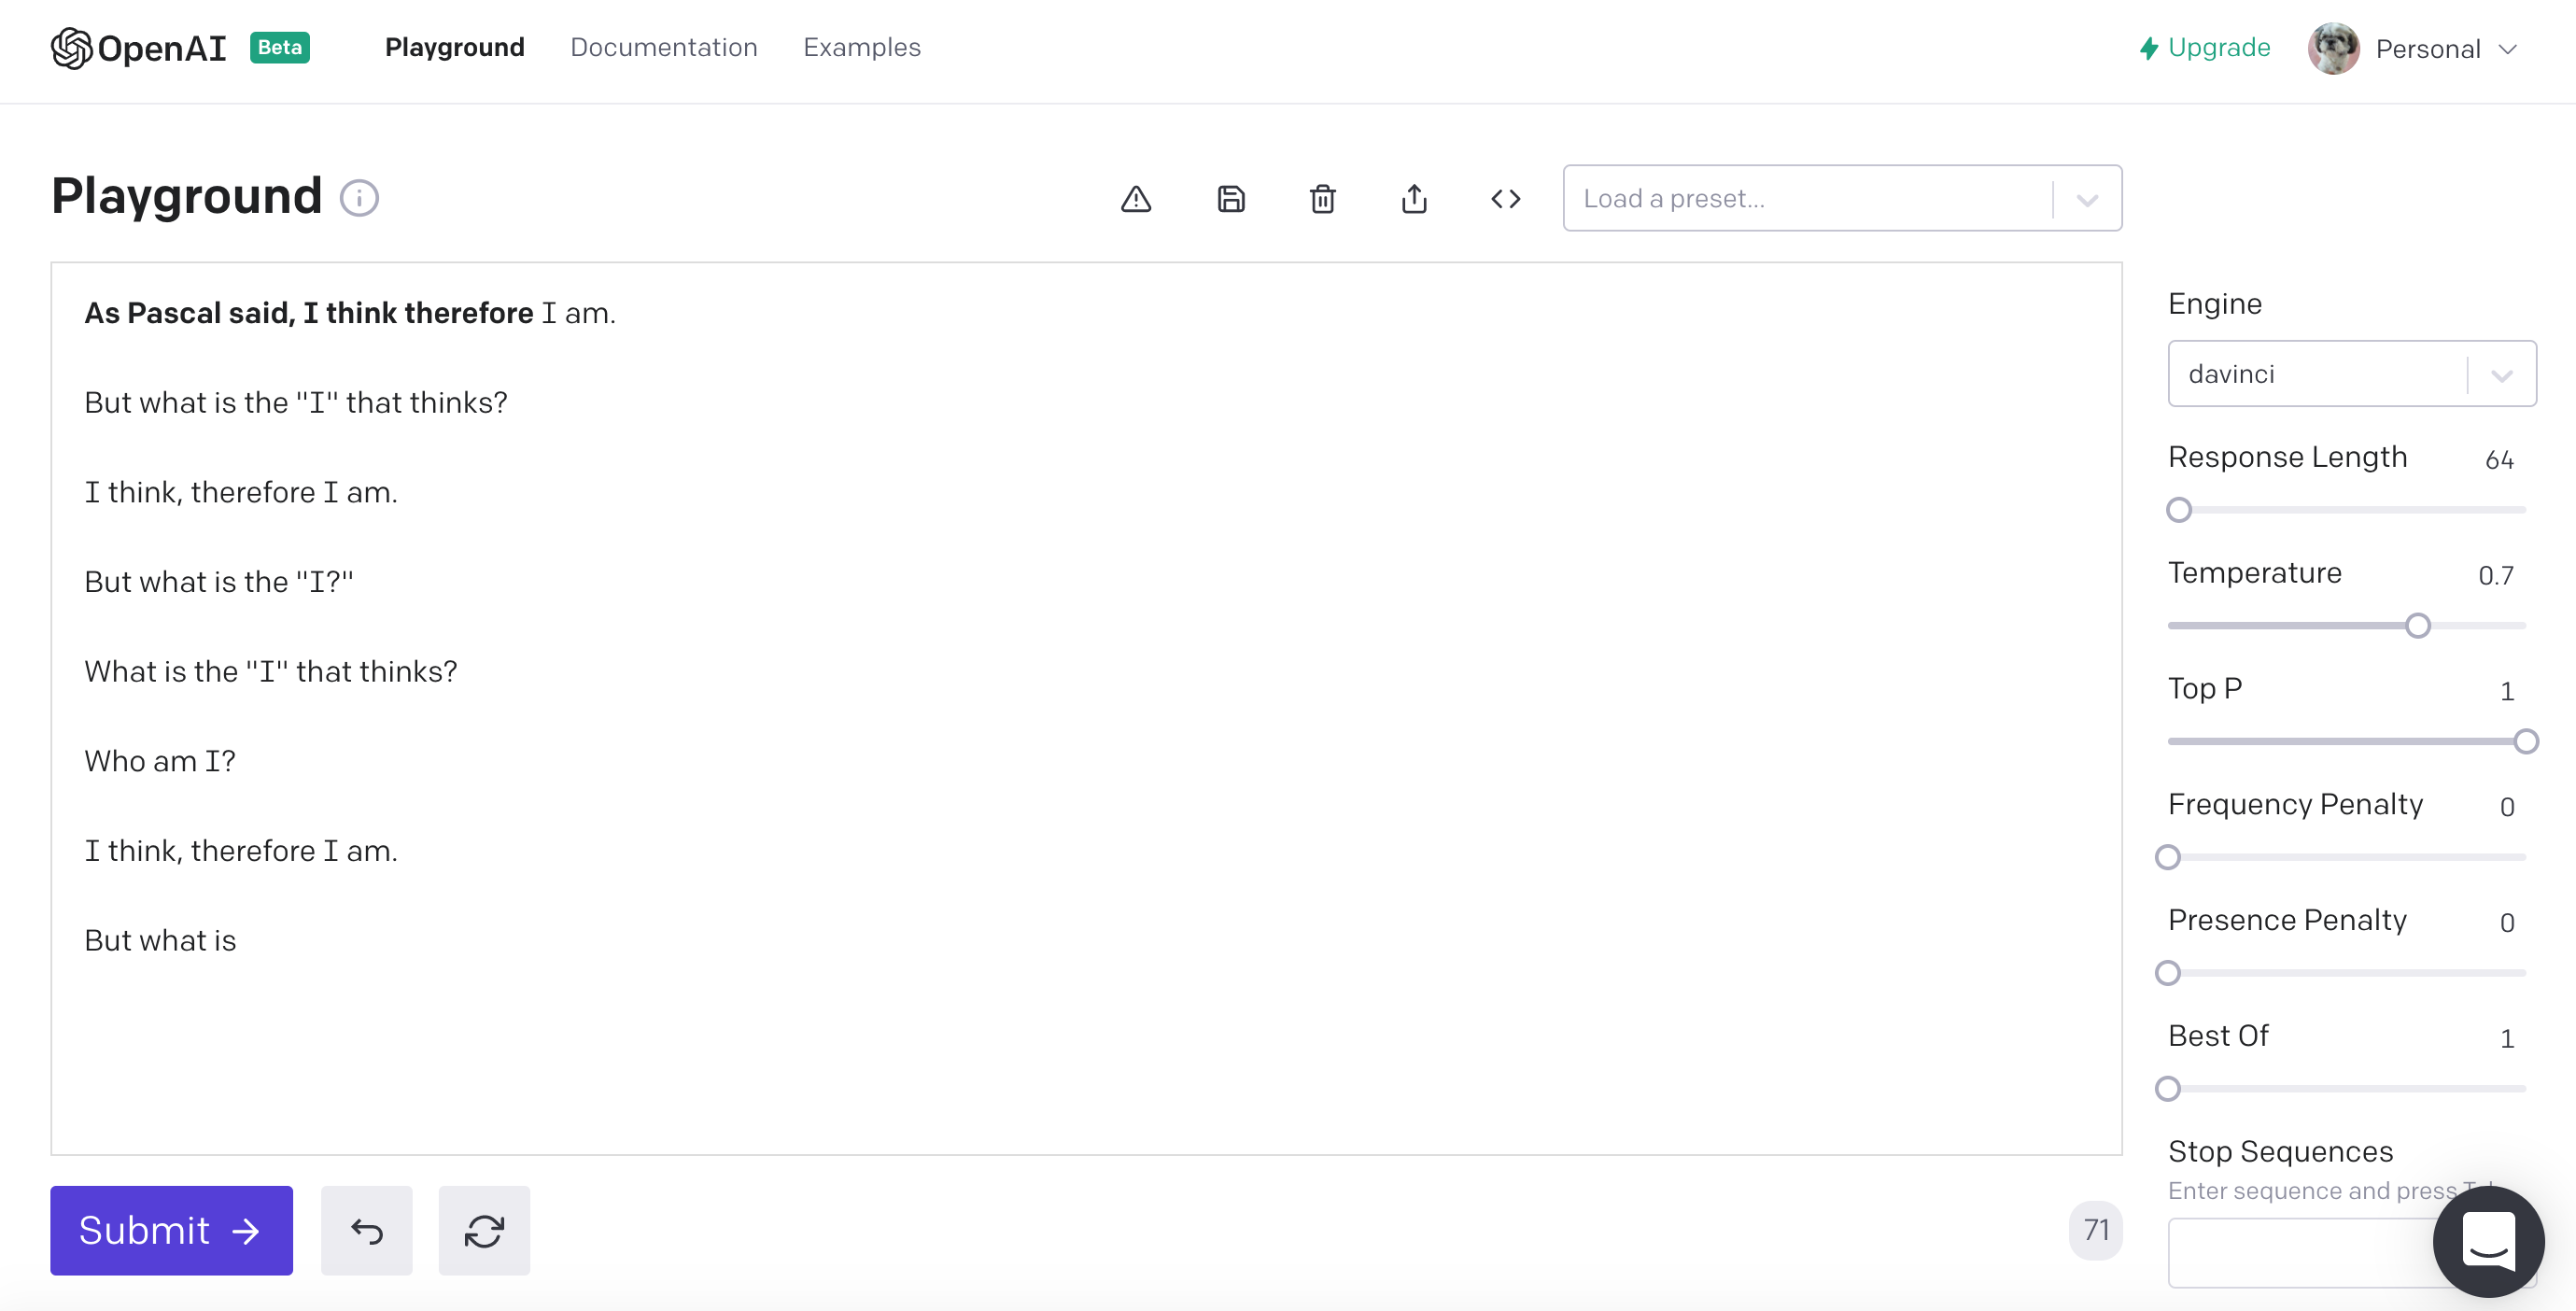 OpenAI Beta Playground Documentation Examples Upgrade Personal
Playground
Load a preset...
As Pascal said, I think therefore I am.
But what is the "I" that thinks?
I think, therefore I am.
But what is the "I?"
What is the "I" that thinks?
Who am I?
I think, therefore I am.
But what is
Submit
71
Engine
davinci
Response Length 64
Temperature 0.7
Top P 1
Frequency Penalty 0
Presence Penalty 0
Best Of 1
Stop Sequences
Enter sequence and press